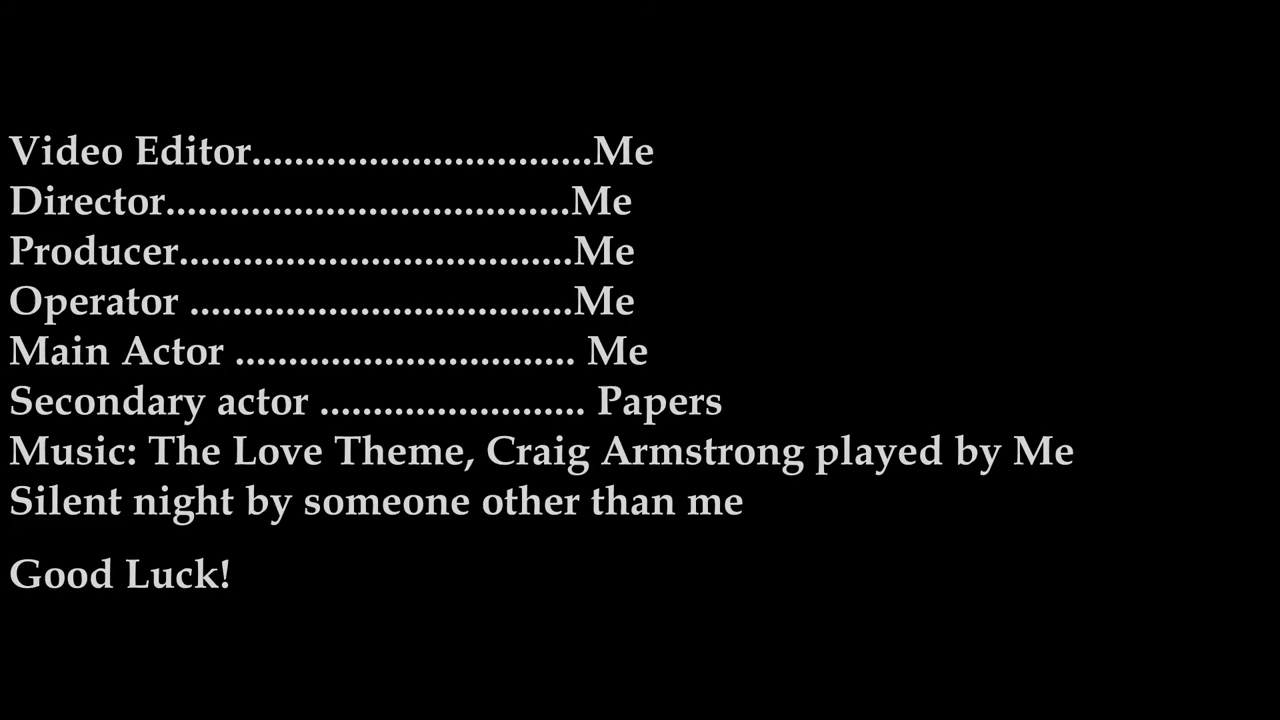 Video Editor................................Me
Director......................................Me
Producer.....................................Me
Operator ....................................Me
Main Actor ................................ Me
Secondary actor ......................... Papers
Music: The Love Theme, Craig Armstrong played by Me
Silent night by someone other than me
Good Luck!